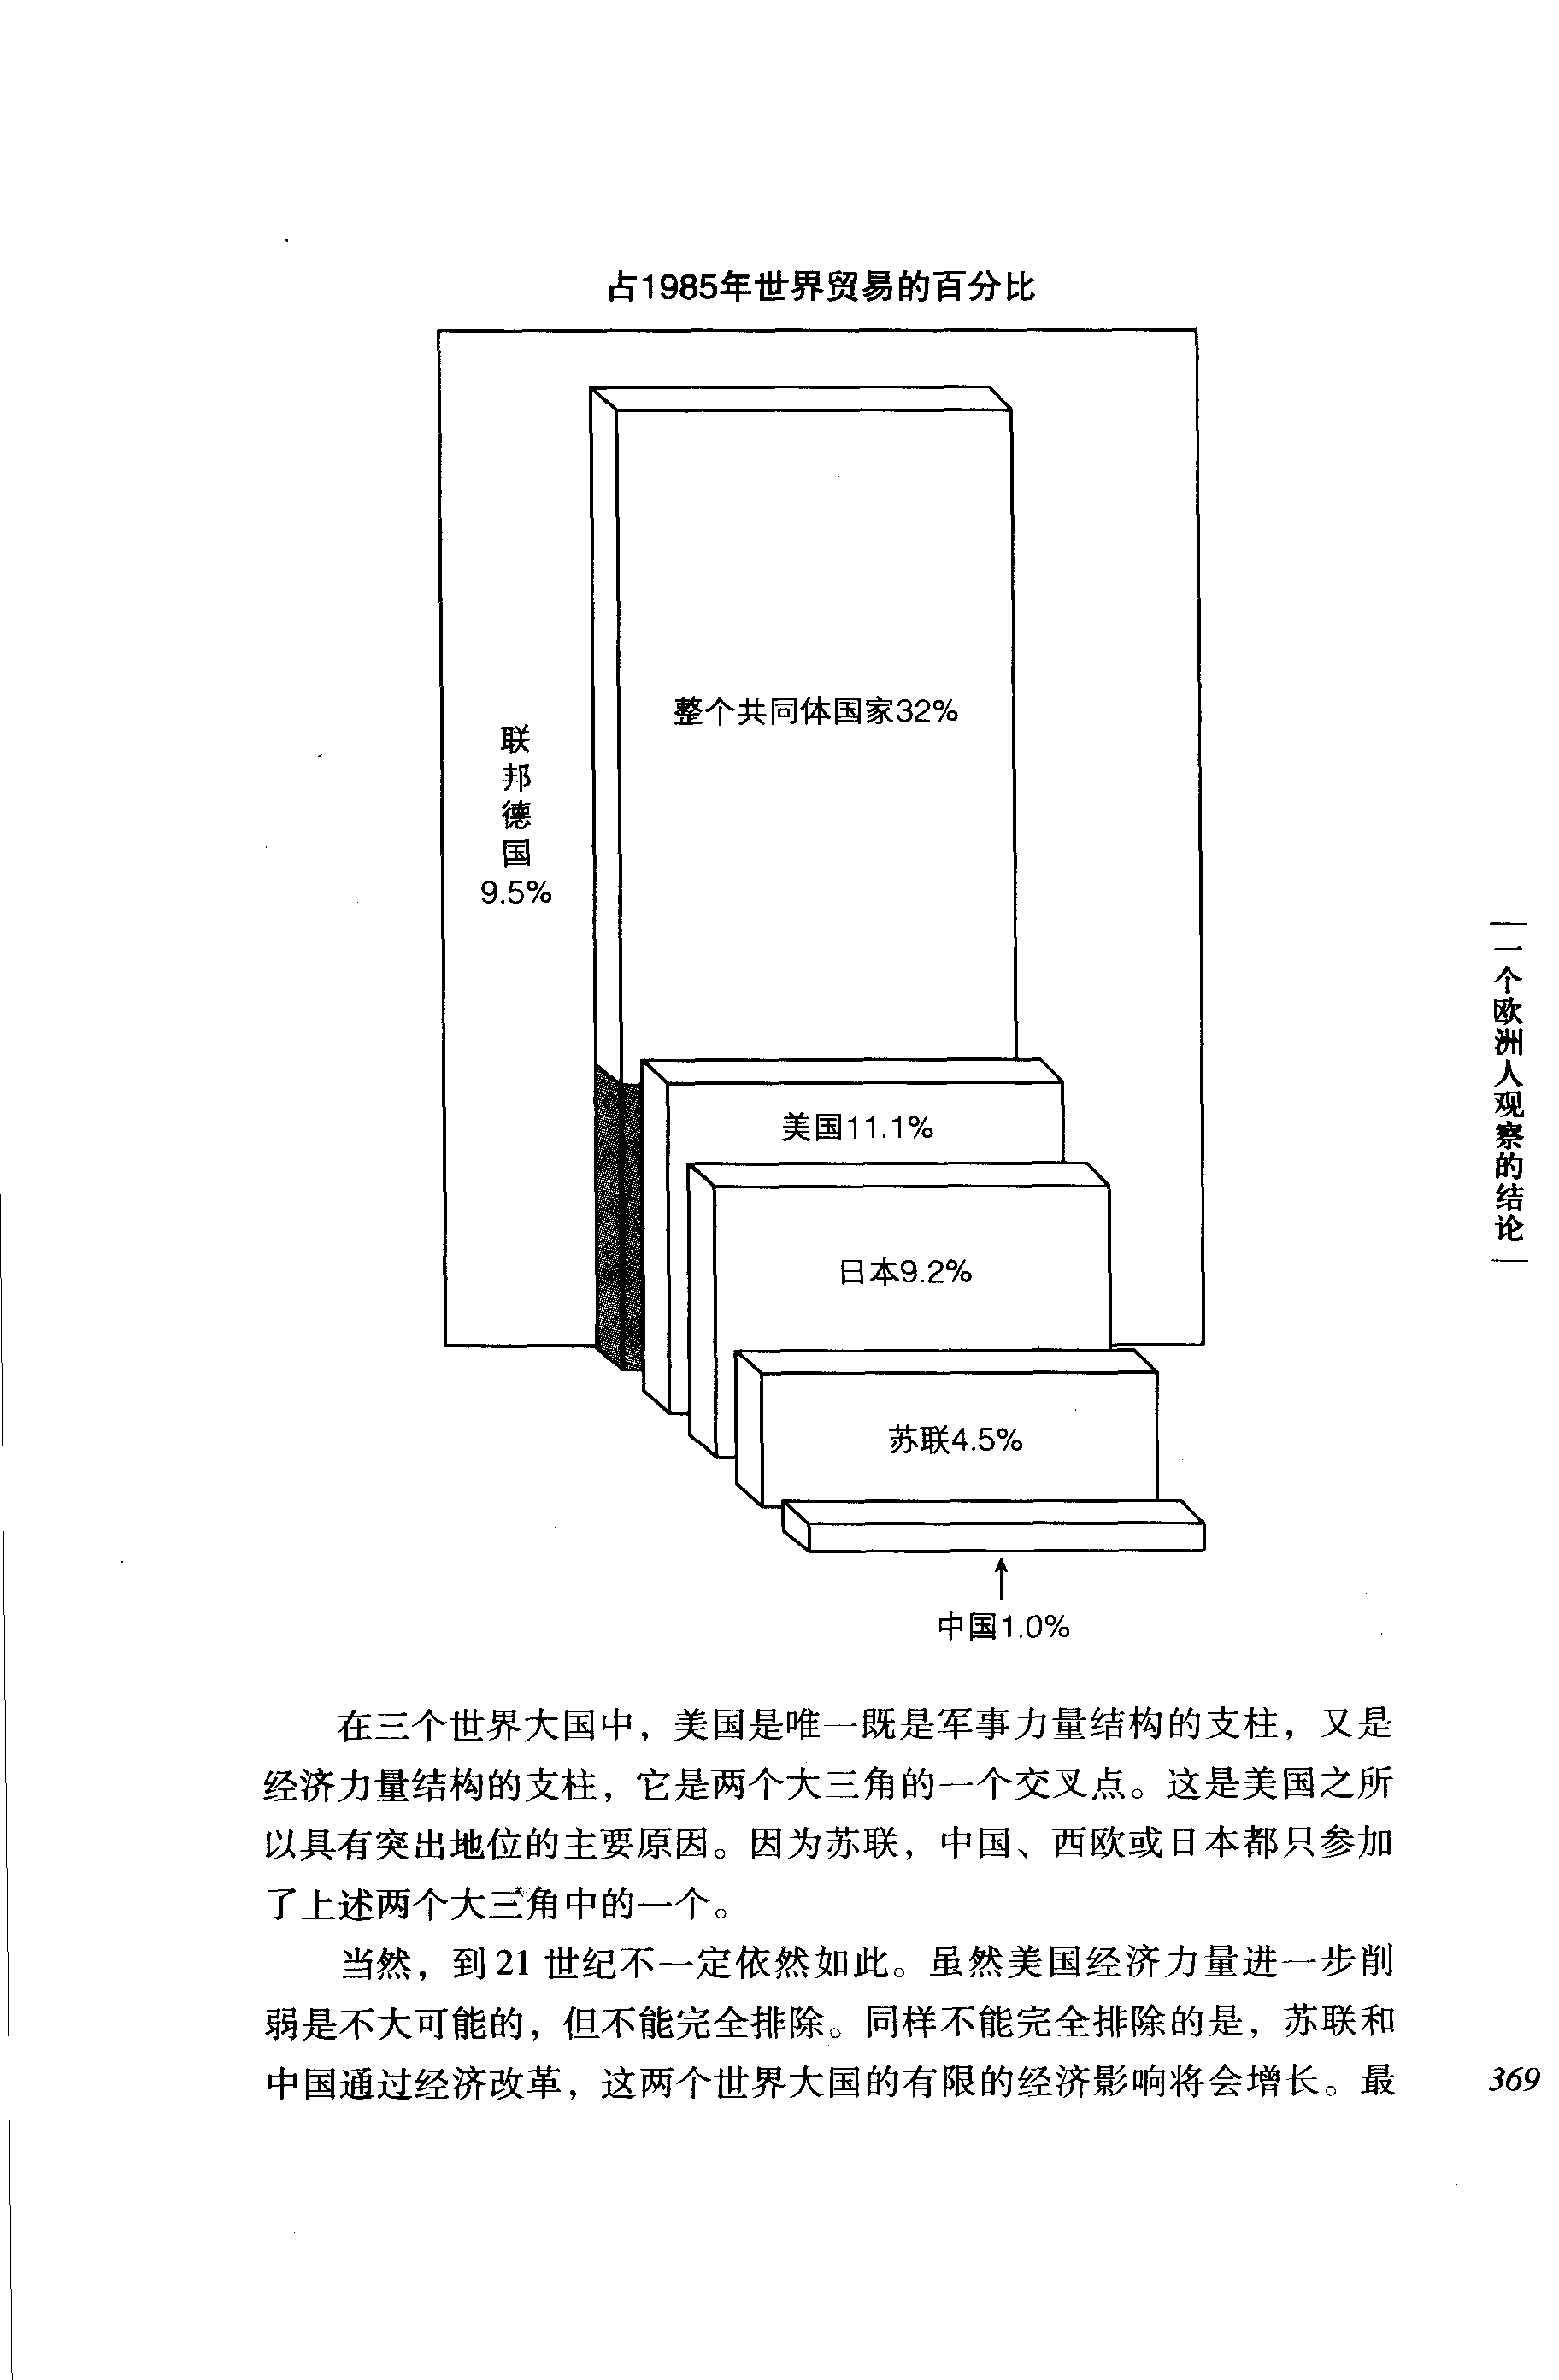 占1985年世界贸易的百分比
整个共同体国家32%
联邦德国
9.5%
美国11.1%
日本9.2%
苏联4.5%
中国1.0%
在三个世界大国中，美国是唯一既是军事力量结构的支柱，又是
经济力量结构的支柱，它是两个大三角的一个交叉点。这是美国之所
以具有突出地位的主要原因。因为苏联，中国、西欧或日本都只参加
了上述两个大三角中的一个。
当然，到21世纪不一定依然如此。虽然美国经济力量进一步削
弱是不大可能的，但不能完全排除。同样不能完全排除的是，苏联和
中国通过经济改革，这两个世界大国的有限的经济影响将会增长。最
一个欧洲人观察的结论
369